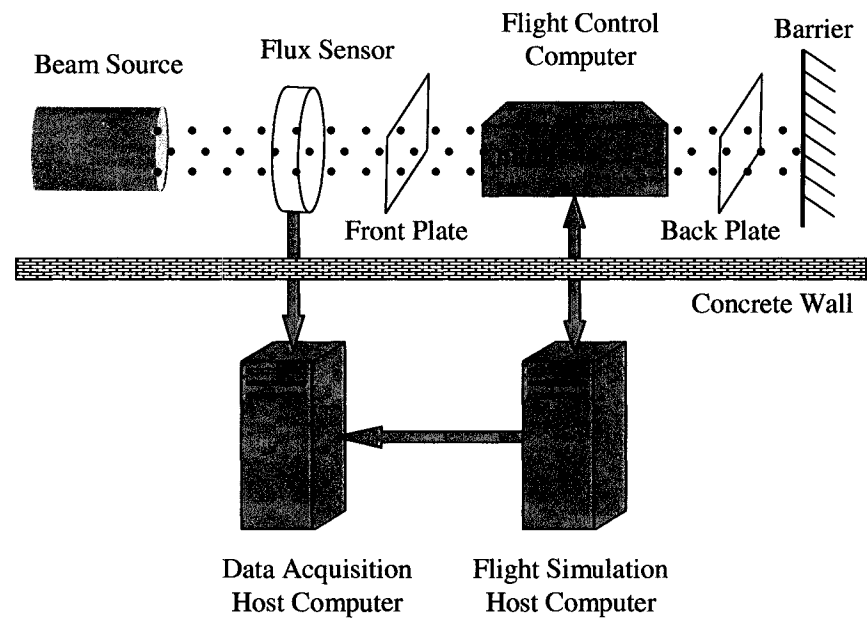 Beam Source
Flux Sensor
Flight Control
Computer
Barrier
Front Plate
Back Plate
Concrete Wall
Data Acquisition
Host Computer
Flight Simulation
Host Computer